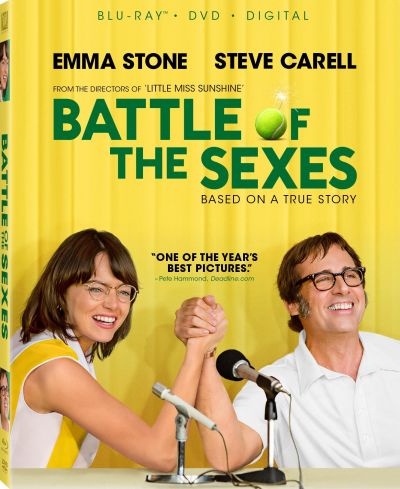 BLU-RAY™ • DVD • DIGITAL
EMMA STONE STEVE CARELL
FROM THE DIRECTORS OF 'LITTLE MISS SUNSHINE'
BATTLE OF
THE SEXES
BASED ON A TRUE STORY
"ONE OF THE YEAR'S
BEST PICTURES."
- Pete Hammond, Deadline.com
BATTLE OF THE SEXES